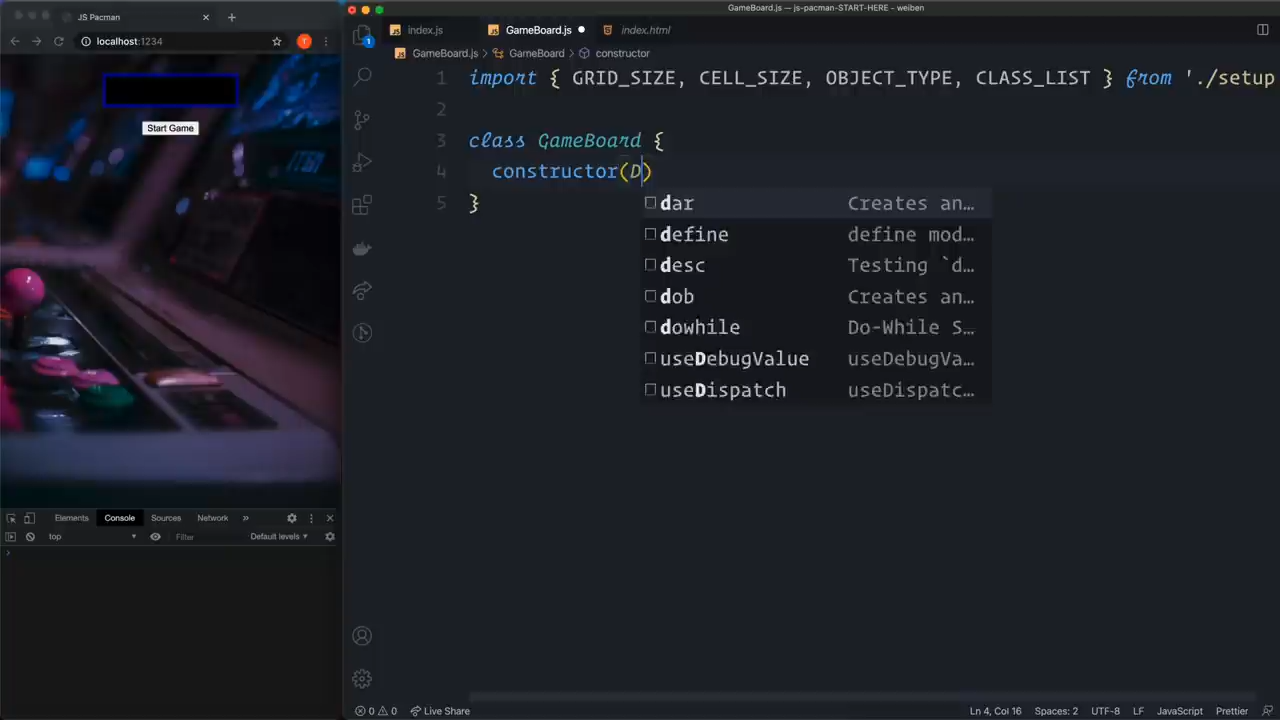 GameBoard.js — js-pacman-START-HERE - weiben
JS Pacman
index.js
GameBoard.js
index.html
localhost:1234
T
GameBoard.js > GameBoard > constructor
1 import { GRID_SIZE, CELL_SIZE, OBJECT_TYPE, CLASS_LIST } from './setup
2
3 class GameBoard {
4 constructor(D)
5 }
dar Creates an…
define define mod…
desc Testing `d…
dob Creates an…
dowhile Do-While S…
useDebugValue useDebugVa…
useDispatch useDispatc…
Start Game
1
Elements Console Sources Network »
top Filter Default levels
0 0 Live Share Ln 4, Col 16 Spaces: 2 UTF-8 LF JavaScript Prettier